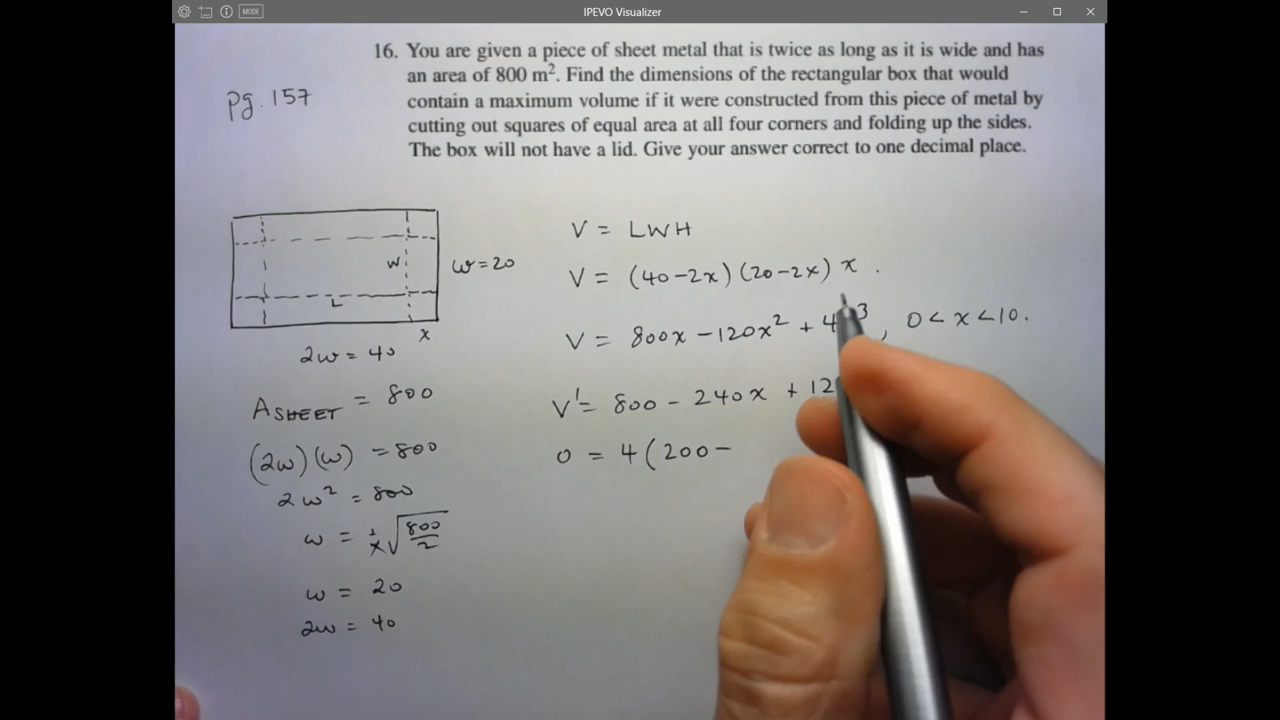 MODE
IPEVO Visualizer
16. You are given a piece of sheet metal that is twice as long as it is wide and has
an area of 800 m². Find the dimensions of the rectangular box that would
contain a maximum volume if it were constructed from this piece of metal by
cutting out squares of equal area at all four corners and folding up the sides.
The box will not have a lid. Give your answer correct to one decimal place.
pg. 157
W
w = 20
L
x
2w = 40
A SHEET = 800
(2w)(w) = 800
2w² = 800
w = ± √(800/2)
w = 20
2w = 40
V = LWH
V = (40-2x)(20-2x) x .
V = 800x - 120x² + 4 ³, 0 < x < 10.
V' = 800 - 240x + 12
0 = 4(200 -